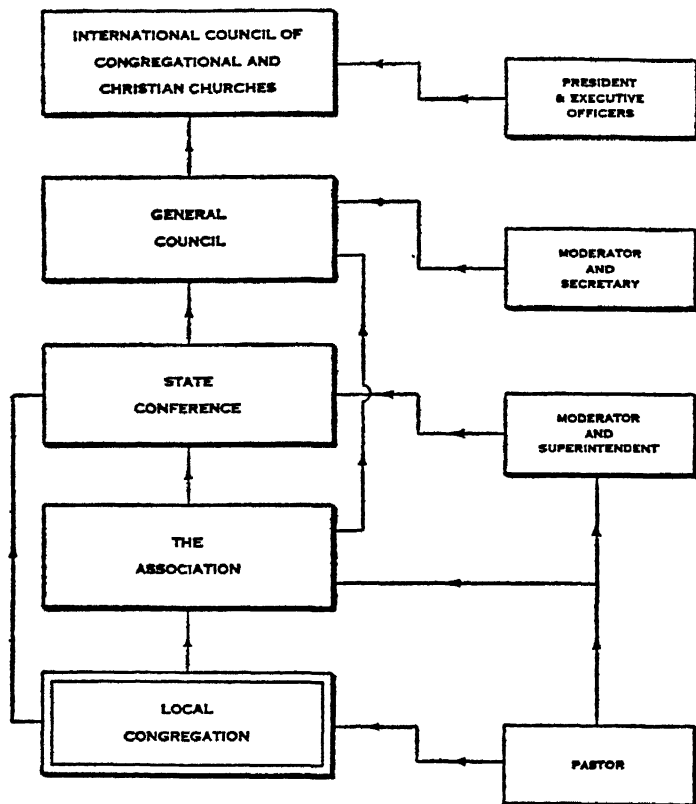 INTERNATIONAL COUNCIL OF
CONGREGATIONAL AND
CHRISTIAN CHURCHES
PRESIDENT
& EXECUTIVE
OFFICERS
GENERAL
COUNCIL
MODERATOR
AND
SECRETARY
STATE
CONFERENCE
MODERATOR
AND
SUPERINTENDENT
THE
ASSOCIATION
LOCAL
CONGREGATION
PASTOR